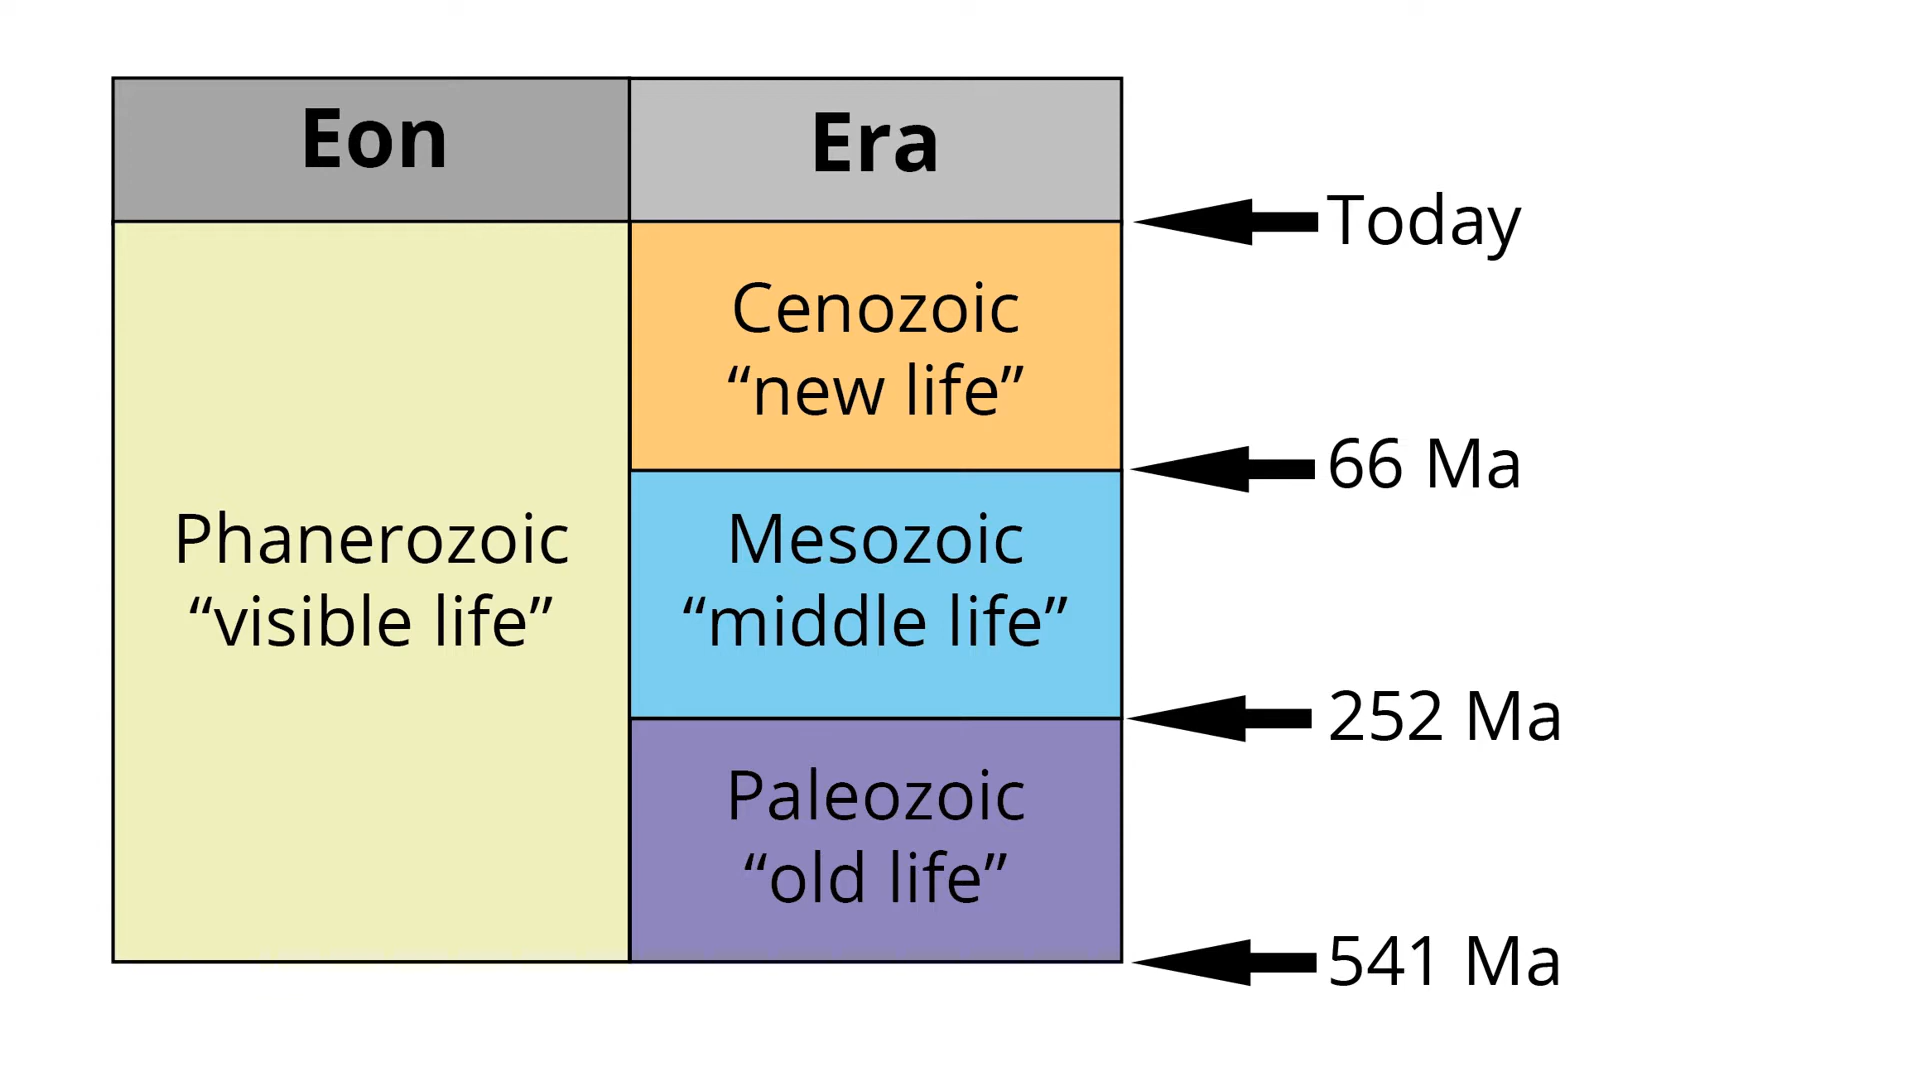 Eon
Era
Today
Cenozoic
“new life”
66 Ma
Phanerozoic
“visible life”
Mesozoic
“middle life”
252 Ma
Paleozoic
“old life”
541 Ma